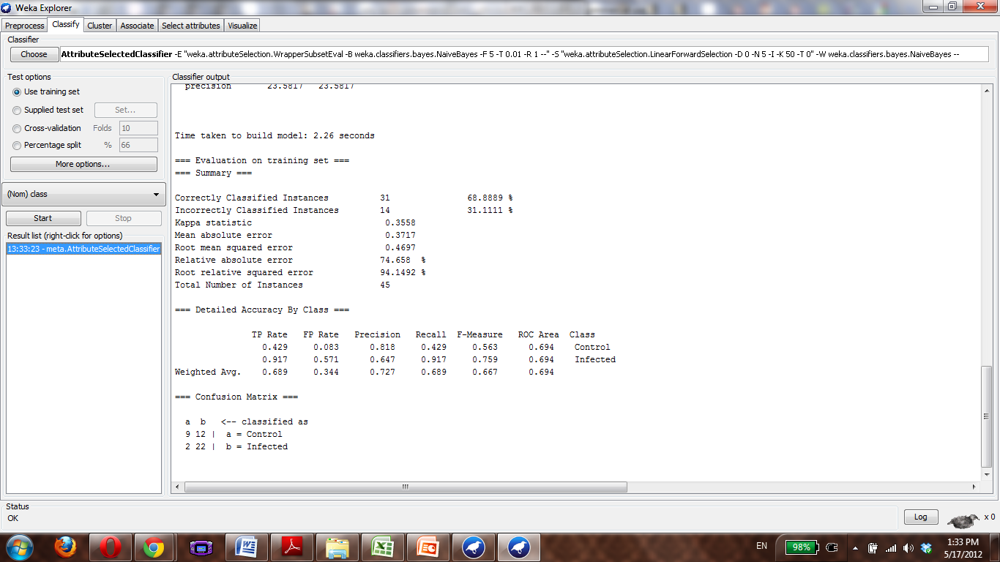 Weka Explorer
Preprocess Classify Cluster Associate Select attributes Visualize
Classifier
Choose AttributeSelectedClassifier -E "weka.attributeSelection.WrapperSubsetEval -B weka.classifiers.bayes.NaiveBayes -F 5 -T 0.01 -R 1 --" -S "weka.attributeSelection.LinearForwardSelection -D 0 -N 5 -I -K 50 -T 0" -W weka.classifiers.bayes.NaiveBayes --
Test options
Use training set
Supplied test set Set...
Cross-validation Folds 10
Percentage split % 66
More options...
(Nom) class
Start Stop
Result list (right-click for options)
13:33:23 - meta.AttributeSelectedClassifier
Classifier output
precision 23.5817 23.5817
Time taken to build model: 2.26 seconds
=== Evaluation on training set ===
=== Summary ===
Correctly Classified Instances 31 68.8889 %
Incorrectly Classified Instances 14 31.1111 %
Kappa statistic 0.3558
Mean absolute error 0.3717
Root mean squared error 0.4697
Relative absolute error 74.658 %
Root relative squared error 94.1492 %
Total Number of Instances 45
=== Detailed Accuracy By Class ===
TP Rate FP Rate Precision Recall F-Measure ROC Area Class
0.429 0.083 0.818 0.429 0.563 0.694 Control
0.917 0.571 0.647 0.917 0.759 0.694 Infected
Weighted Avg. 0.689 0.344 0.727 0.689 0.667 0.694
=== Confusion Matrix ===
a b <-- classified as
9 12 | a = Control
2 22 | b = Infected
Status
OK
Log x 0
EN 98% 1:33 PM
5/17/2012